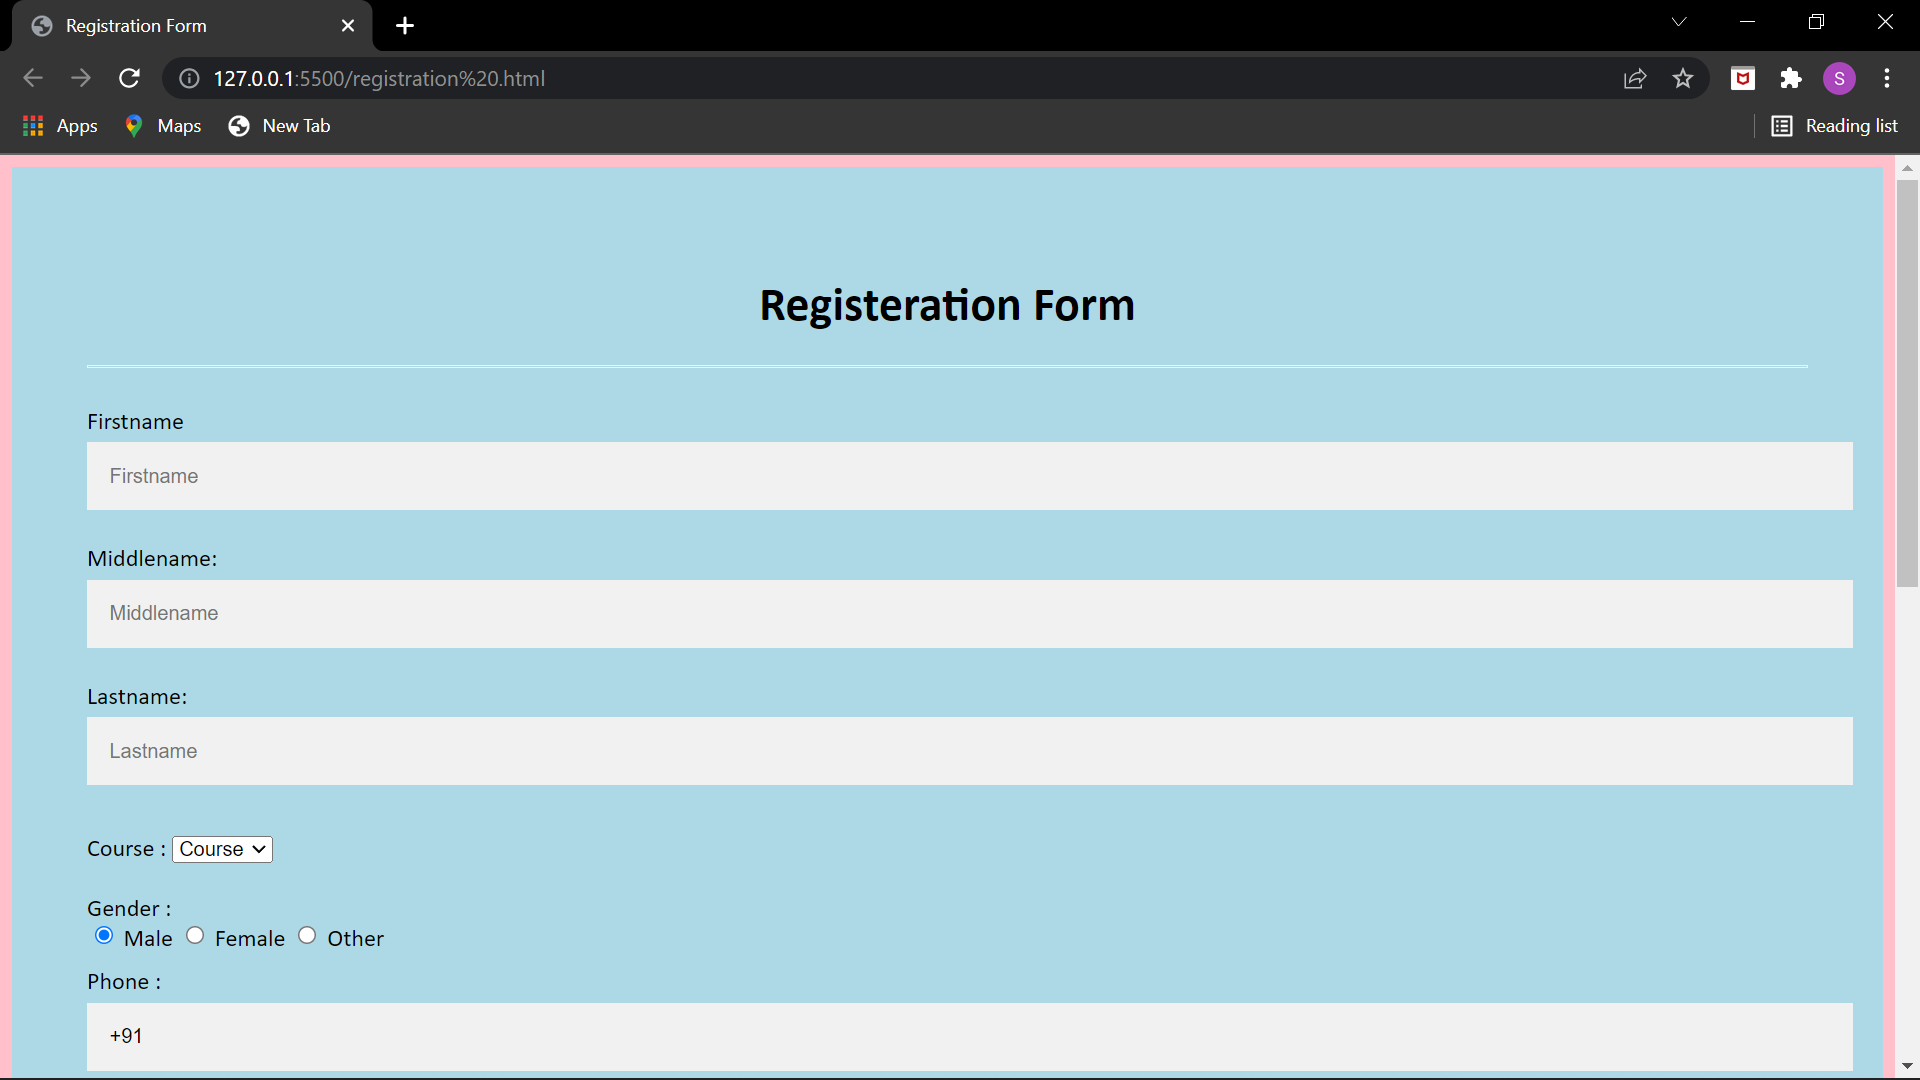 Registration Form
127.0.0.1:5500/registration%20.html
S
Apps Maps New Tab Reading list
Registeration Form
Firstname
Firstname
Middlename:
Middlename
Lastname:
Lastname
Course : Course
Gender :
Male Female Other
Phone :
+91